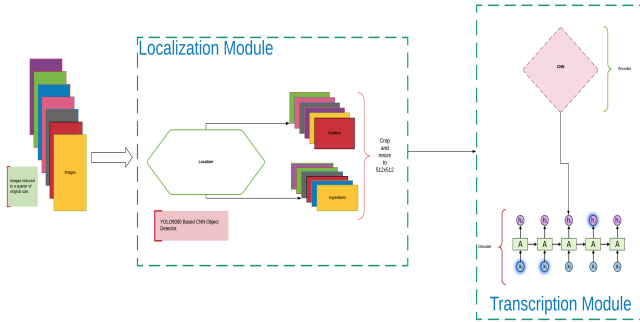 Localization Module
Images reduced
to a quarter of
original size
Images
Localizer
YOLO9000 Based CNN Object
Detector.
Ingredients
Crop
and
resize
to
512x512
CNN
Encoder
Decoder
A A A A A
Transcription Module